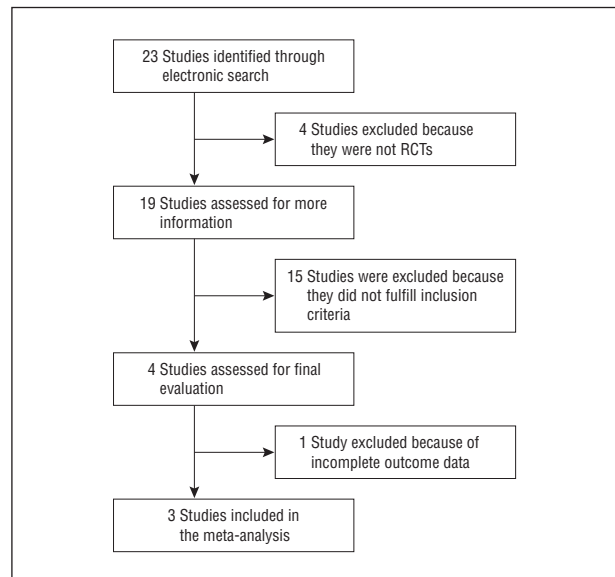 23 Studies identified through
electronic search
4 Studies excluded because
they were not RCTs
19 Studies assessed for more
information
15 Studies were excluded because
they did not fulfill inclusion
criteria
4 Studies assessed for final
evaluation
1 Study excluded because of
incomplete outcome data
3 Studies included in
the meta-analysis